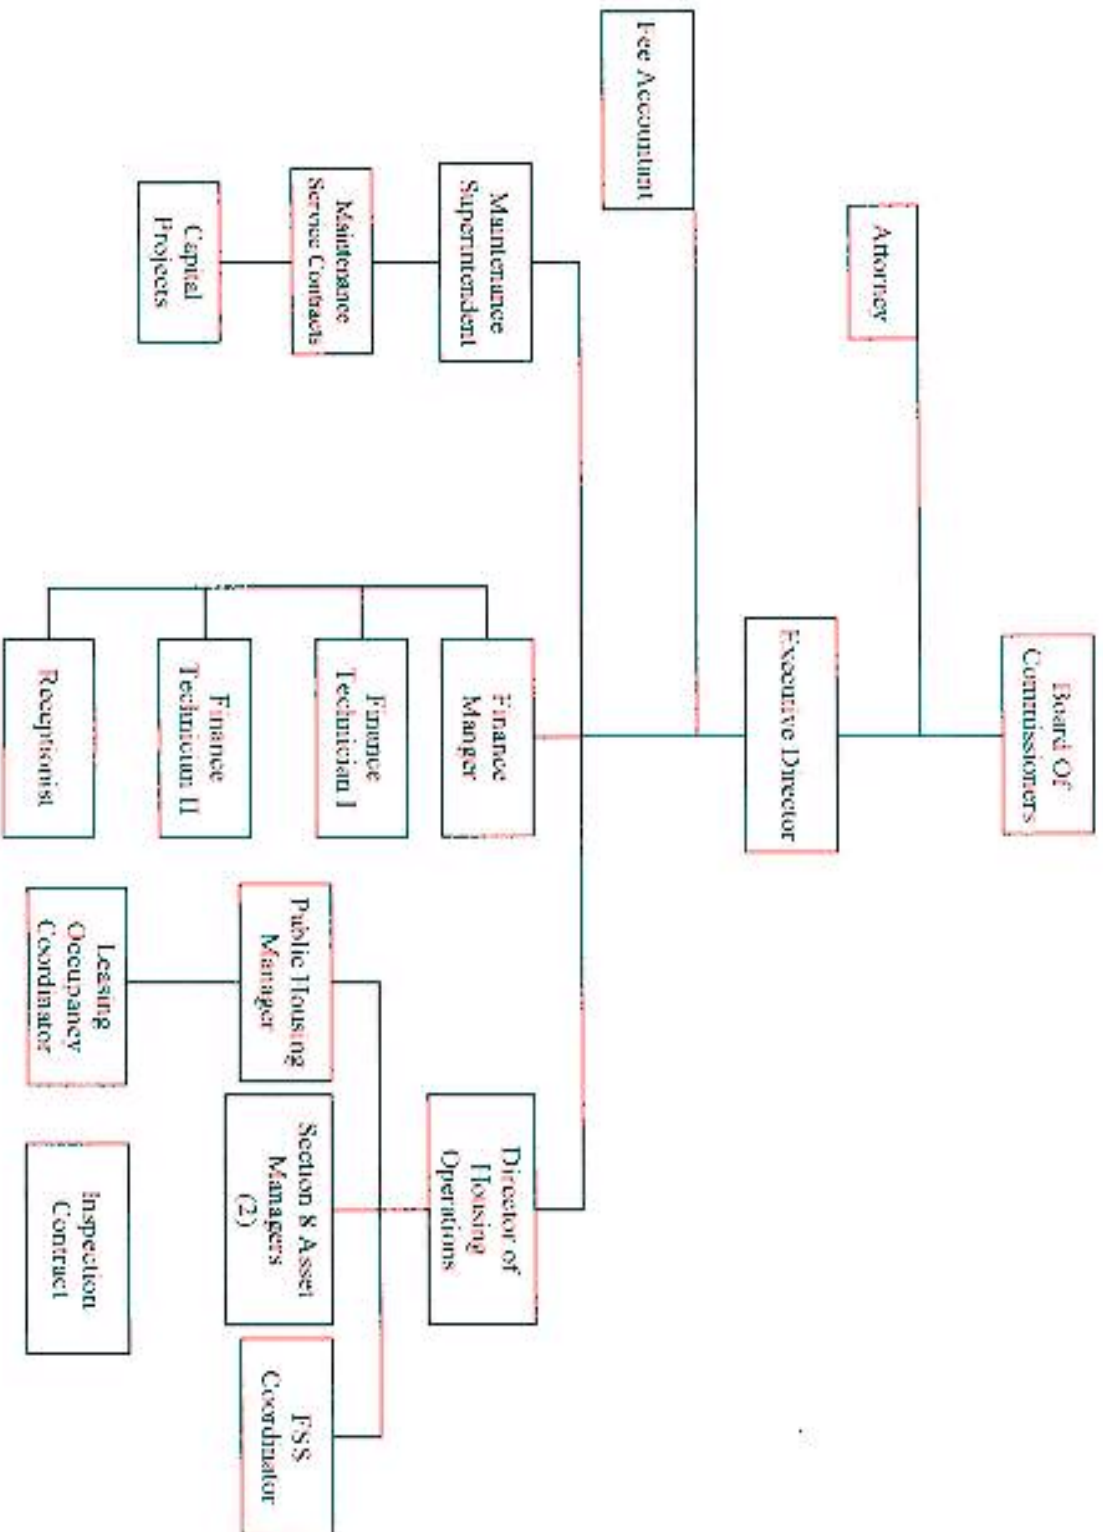 Board Of
Commissioners
Attorney
Executive Director
Fee Accountant
Maintenance
Superintendent
Finance
Manger
Director of
Housing
Operations
Maintenance
Service Contracts
Finance
Technician I
Public Housing
Manager
Section 8 Asset
Managers
(2)
FSS
Coordinator
Capital
Projects
Finance
Technician II
Leasing
Occupancy
Coordinator
Inspection
Contract
Receptionist